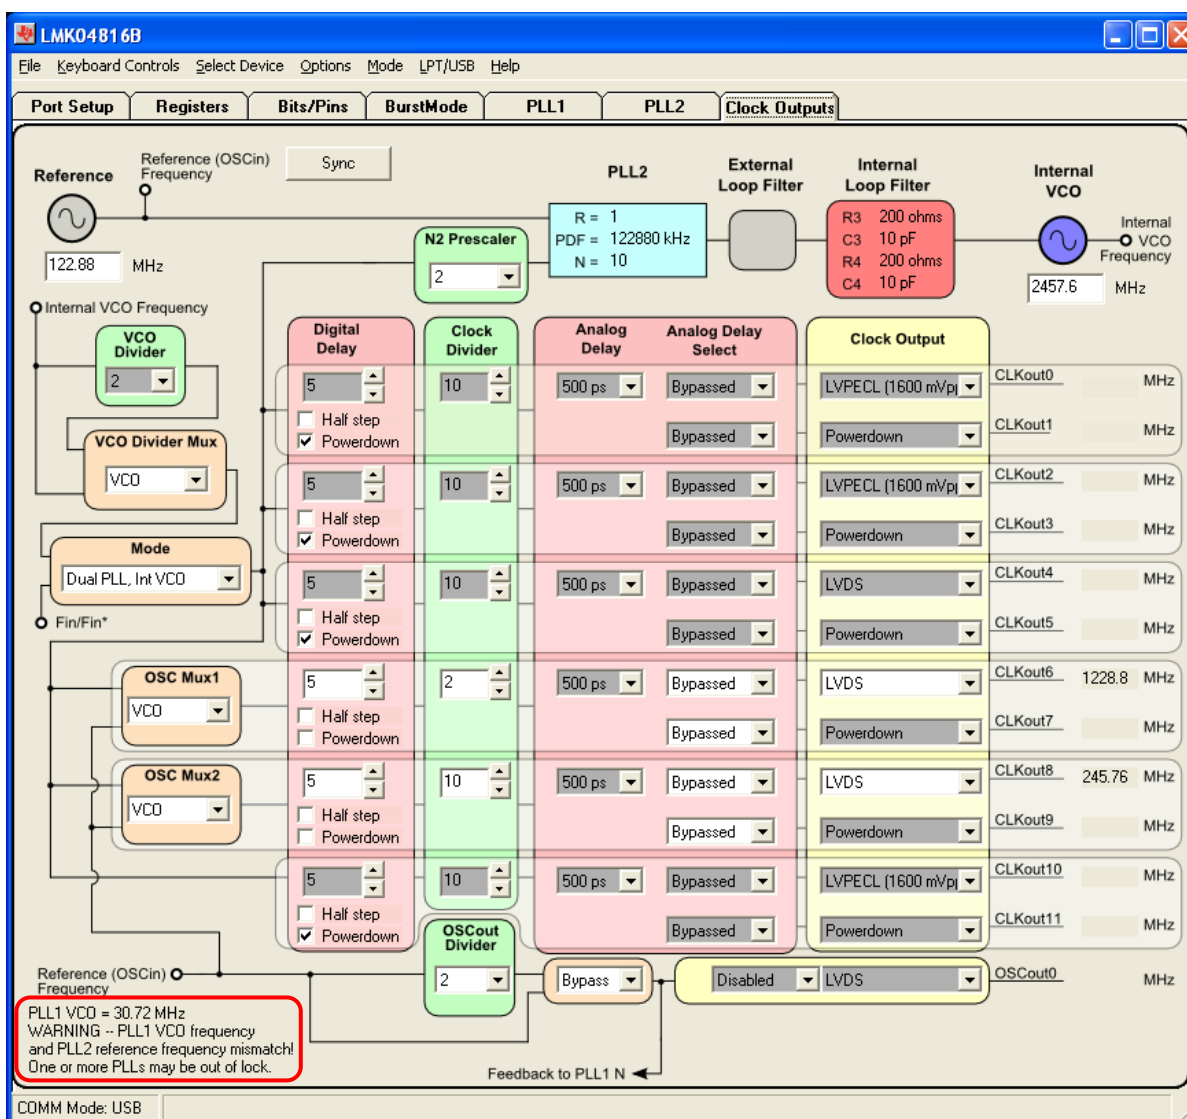 LMK04816B
File Keyboard Controls Select Device Options Mode LPT/USB Help
Port Setup Registers Bits/Pins BurstMode PLL1 PLL2 Clock Outputs
Reference
Reference (OSCin)
Frequency
Sync
122.88 MHz
N2 Prescaler
2
PLL2
R = 1
PDF = 122880 kHz
N = 10
External
Loop Filter
Internal
Loop Filter
R3 200 ohms
C3 10 pF
R4 200 ohms
C4 10 pF
Internal
VCO
Internal
VCO
Frequency
2457.6 MHz
Internal VCO Frequency
VCO
Divider
2
VCO Divider Mux
VCO
Mode
Dual PLL, Int VCO
Fin/Fin*
OSC Mux1
VCO
OSC Mux2
VCO
Digital
Delay
Clock
Divider
Analog
Delay
Analog Delay
Select
Clock Output
5 10 500 ps Bypassed LVPECL (1600 mVpp CLKout0 MHz
Half step
Powerdown Bypassed Powerdown CLKout1 MHz
5 10 500 ps Bypassed LVPECL (1600 mVpp CLKout2 MHz
Half step
Powerdown Bypassed Powerdown CLKout3 MHz
5 10 500 ps Bypassed LVDS CLKout4 MHz
Half step
Powerdown Bypassed Powerdown CLKout5 MHz
5 2 500 ps Bypassed LVDS CLKout6 1228.8 MHz
Half step
Powerdown Bypassed Powerdown CLKout7 MHz
5 10 500 ps Bypassed LVDS CLKout8 245.76 MHz
Half step
Powerdown Bypassed Powerdown CLKout9 MHz
5 10 500 ps Bypassed LVPECL (1600 mVpp CLKout10 MHz
Half step
Powerdown Bypassed Powerdown CLKout11 MHz
OSCout
Divider
Reference (OSCin)
Frequency
2 Bypass Disabled LVDS OSCout0 MHz
PLL1 VCO = 30.72 MHz
WARNING -- PLL1 VCO frequency
and PLL2 reference frequency mismatch!
One or more PLLs may be out of lock.
Feedback to PLL1 N
COMM Mode: USB